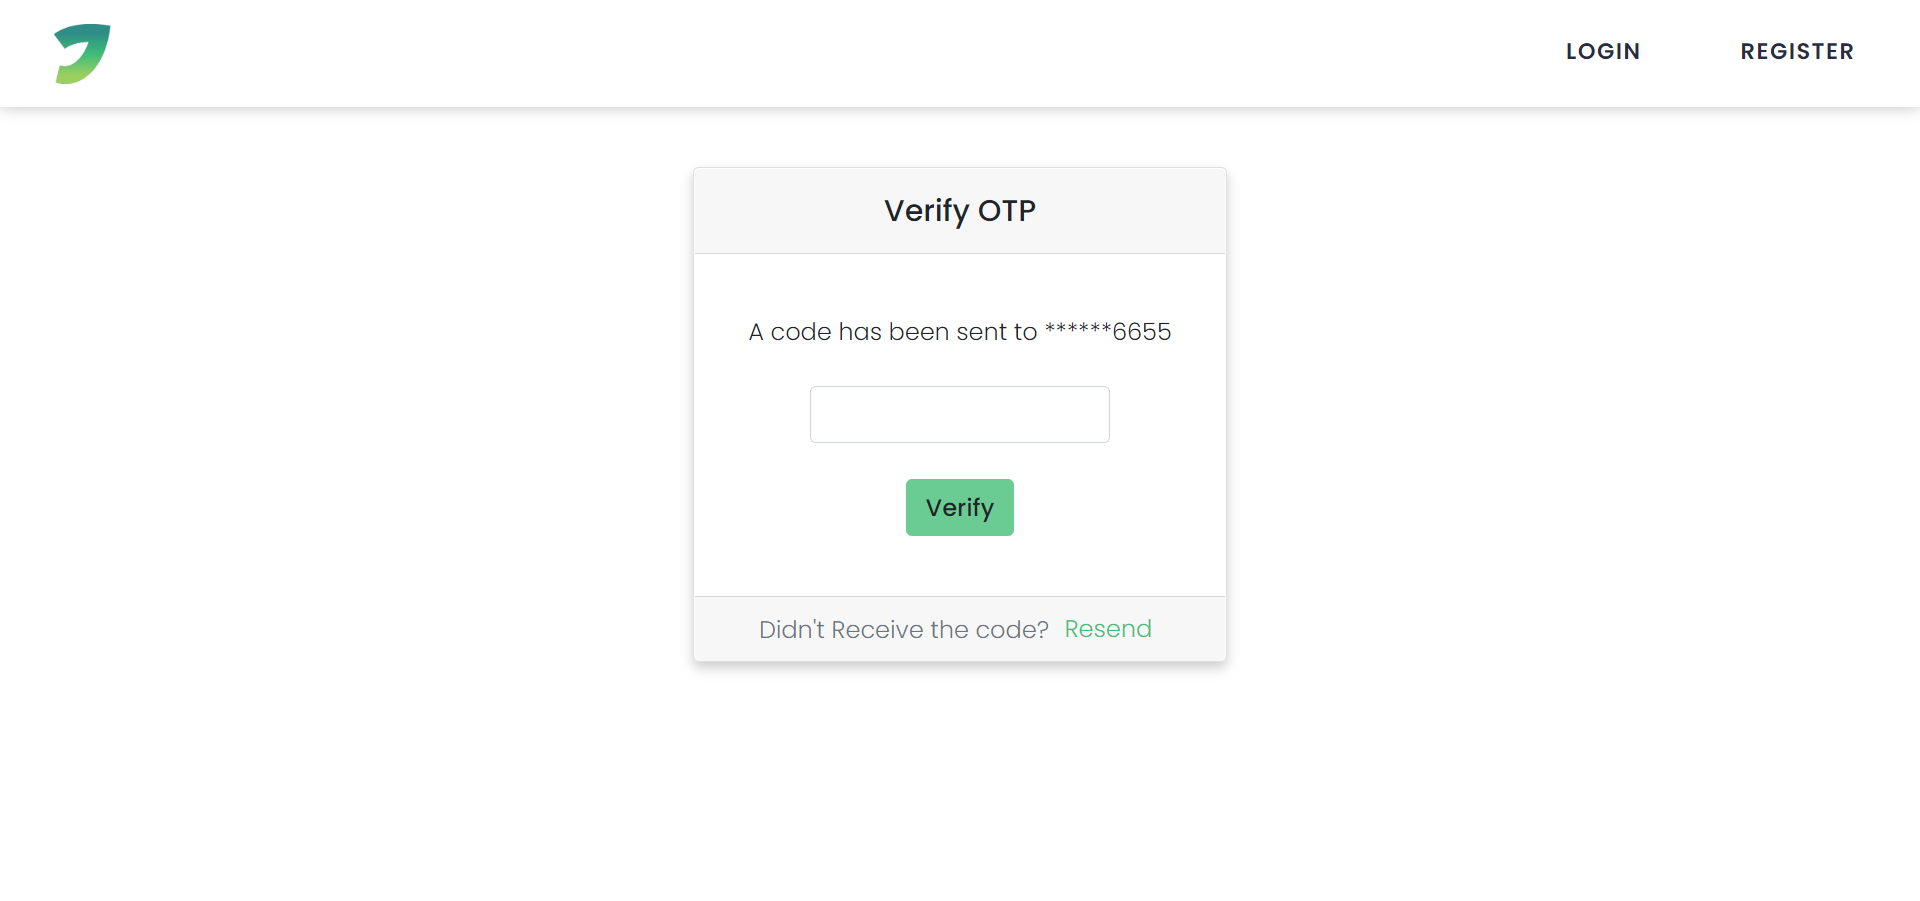 LOGIN
REGISTER
Verify OTP
A code has been sent to ******6655
Verify
Didn't Receive the code? Resend